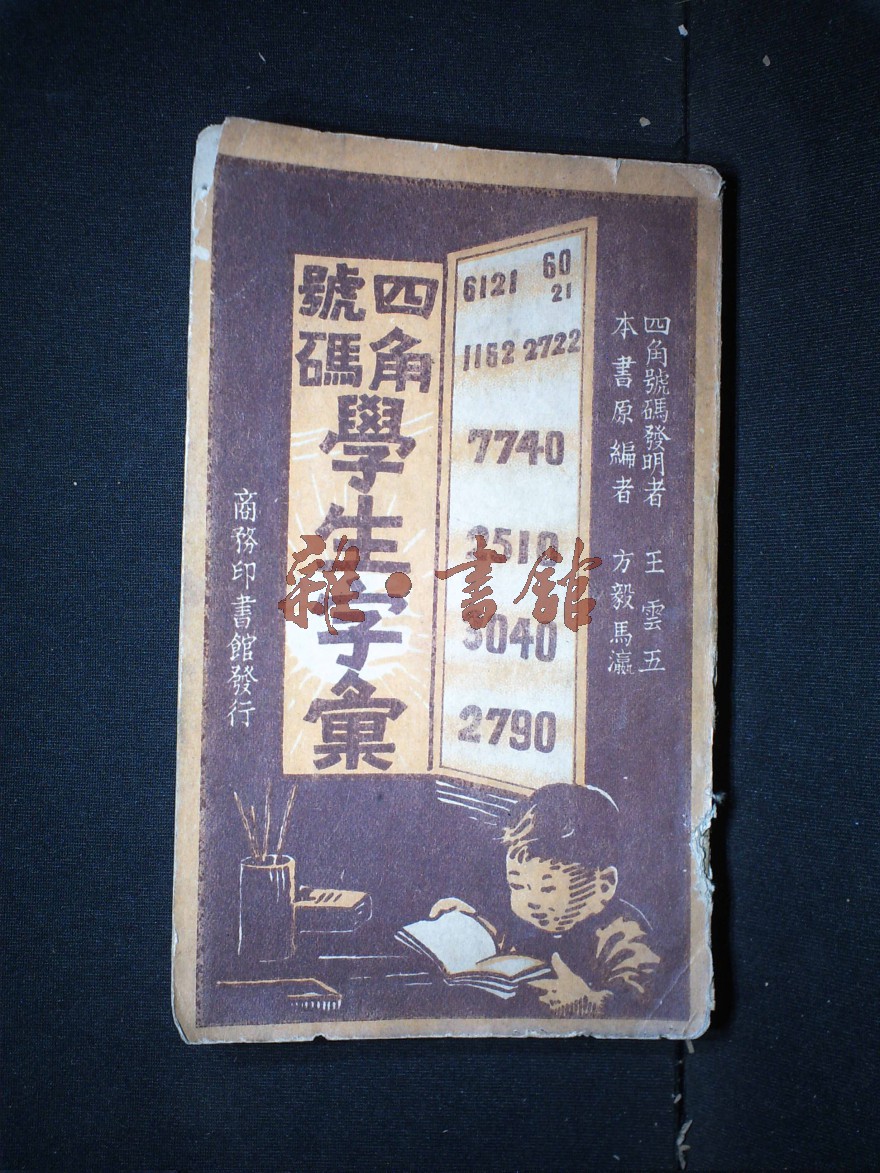 四角號碼發明者 王雲五
本書原編者 方毅馬瀛
四角
號碼
學生字彙
6121 60
21
1162 2722
7740
2510
3040
2790
商務印書館發行
雜·書館